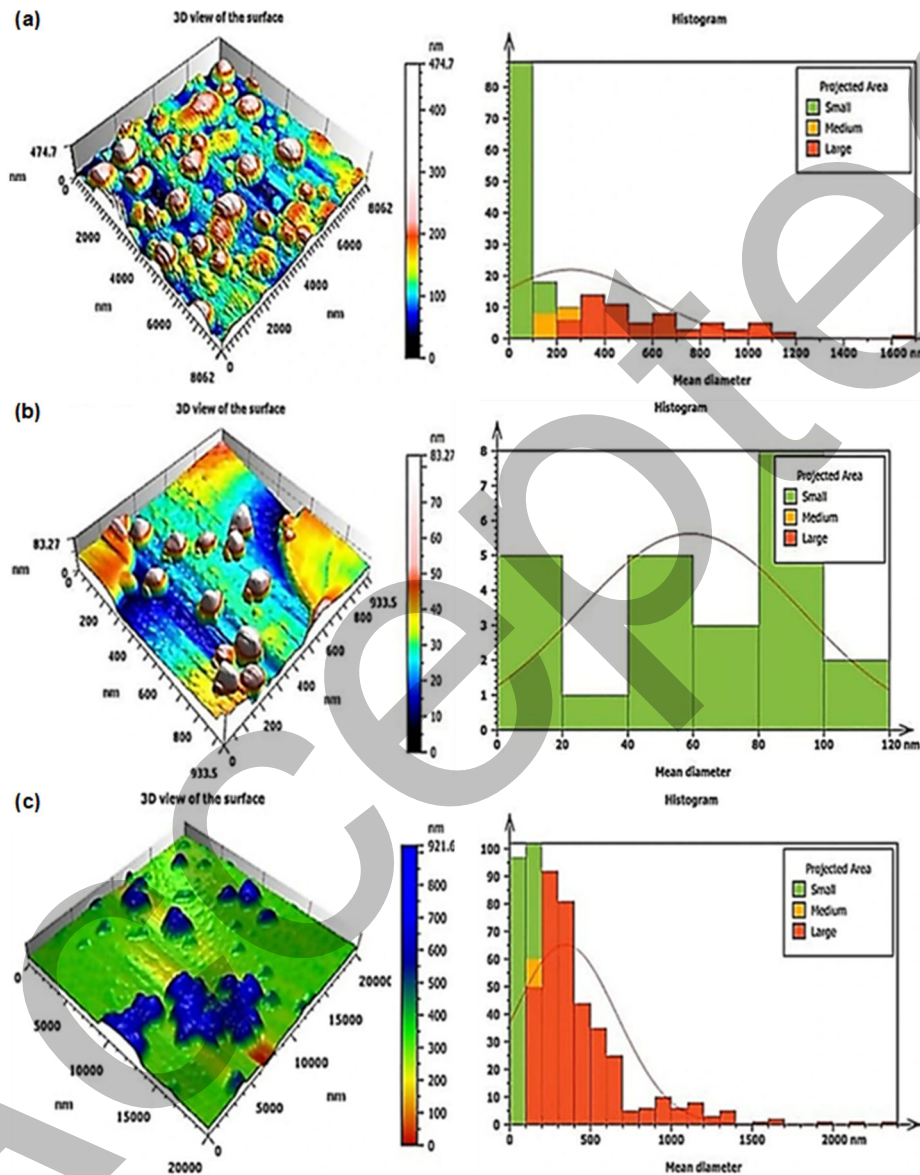 (a)
3D view of the surface
nm
474.7
400
300
200
100
0
474.7
nm
0
2000
4000
6000
8062
nm
0
2000
4000
6000
8062
nm
Histogram
Projected Area
Small
Medium
Large
80
70
60
50
40
30
20
10
0
0 200 400 600 800 1000 1200 1400 1600 nm
Mean diameter
(b)
3D view of the surface
nm
83.27
70
60
50
40
30
20
10
0
83.27
nm
0
200
400
600
800
933.5
nm
0
200
400
600
800
933.5
nm
Histogram
Projected Area
Small
Medium
Large
8
7
6
5
4
3
2
1
0
0 20 40 60 80 100 120 nm
Mean diameter
(c)
3D view of the surface
nm
921.6
800
700
600
500
400
300
200
100
0
0
5000
10000
15000
20000
nm
0
5000
10000
15000
20000
nm
Histogram
Projected Area
Small
Medium
Large
100
90
80
70
60
50
40
30
20
10
0
0 500 1000 1500 2000 nm
Mean diameter